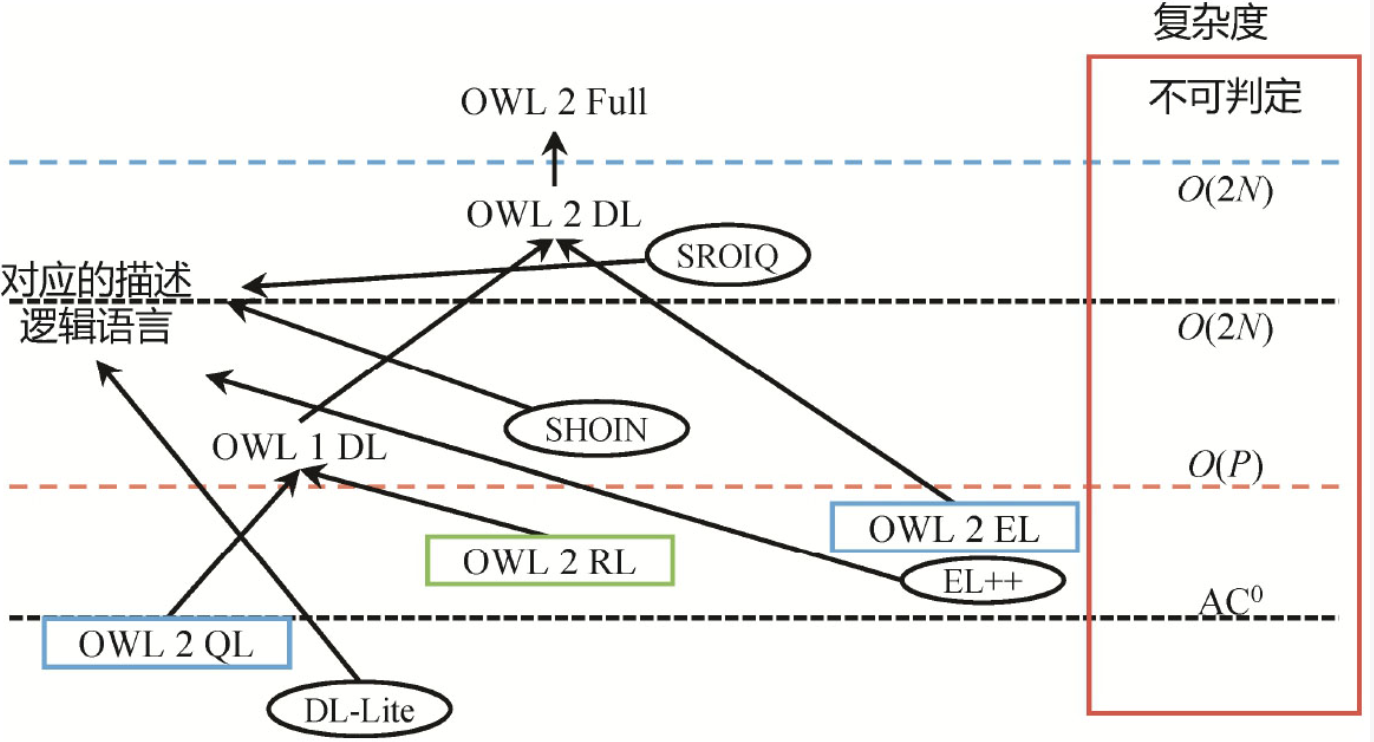 复杂度
不可判定
OWL 2 Full
O(2N)
OWL 2 DL
SROIQ
对应的描述
逻辑语言
O(2N)
SHOIN
OWL 1 DL
O(P)
OWL 2 EL
OWL 2 RL
EL++
AC⁰
OWL 2 QL
DL-Lite